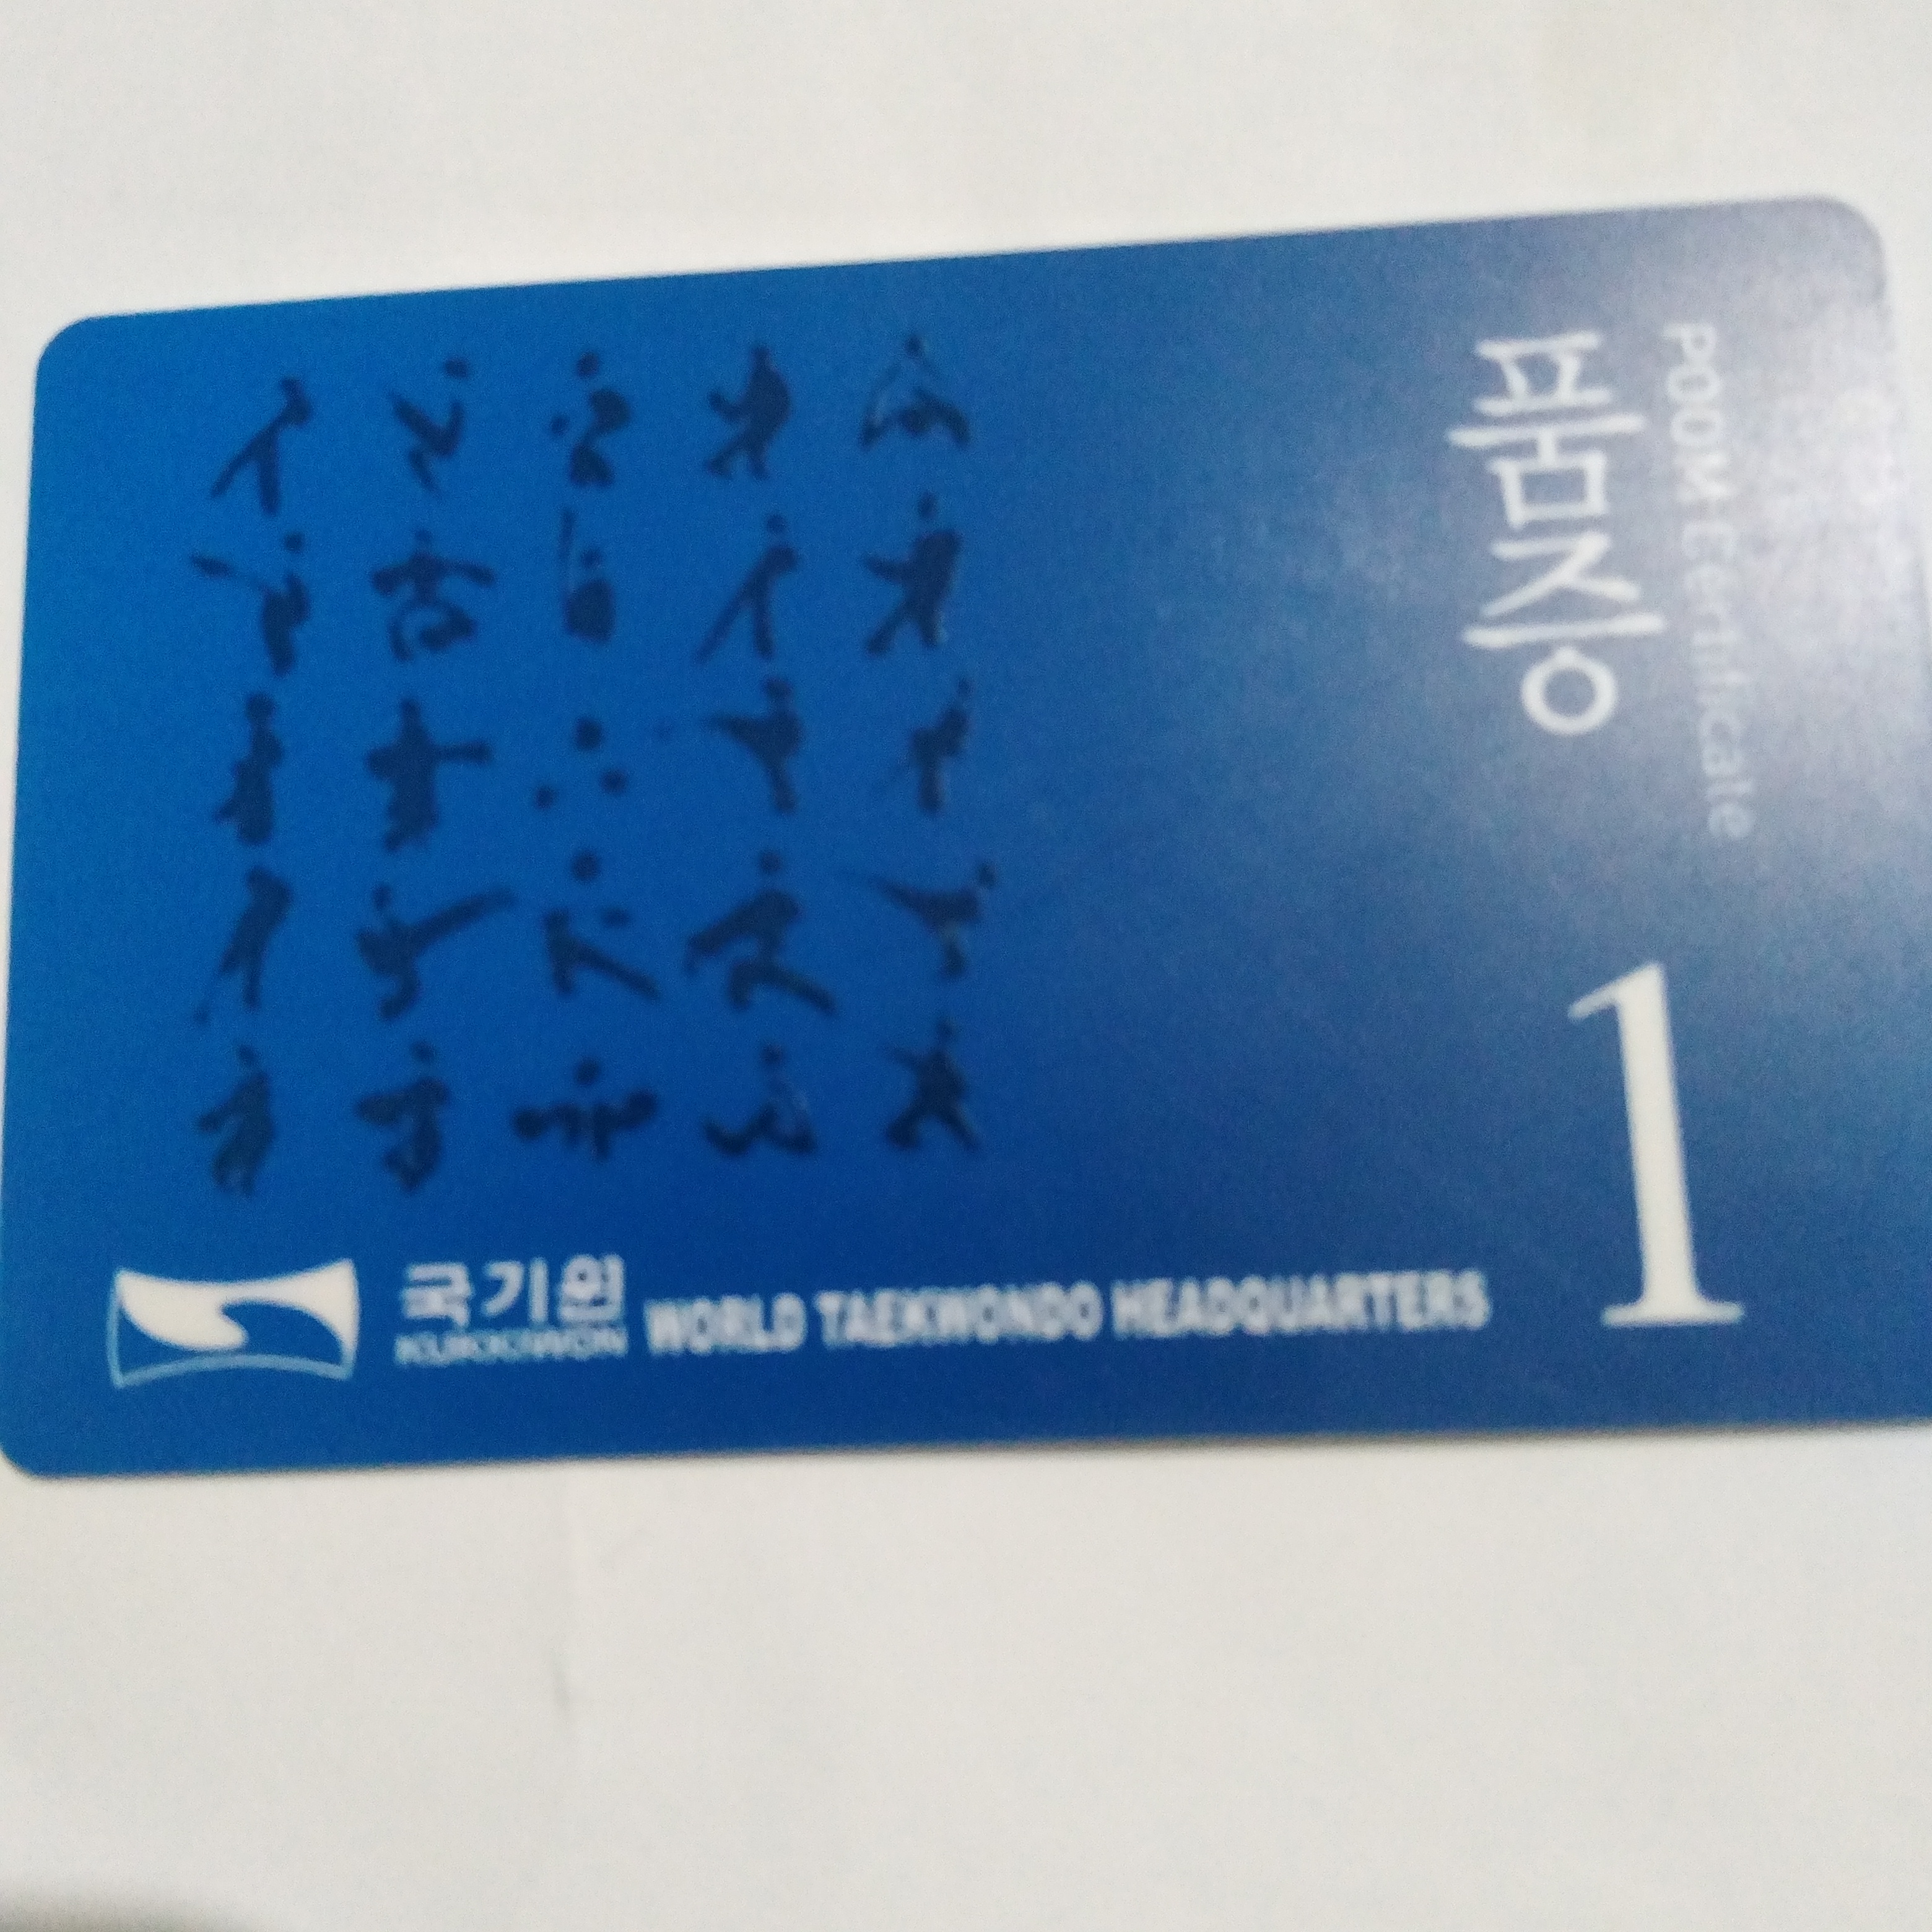 품증
POOM Certificate
1
국기원
KUKKIWON
WORLD TAEKWONDO HEADQUARTERS